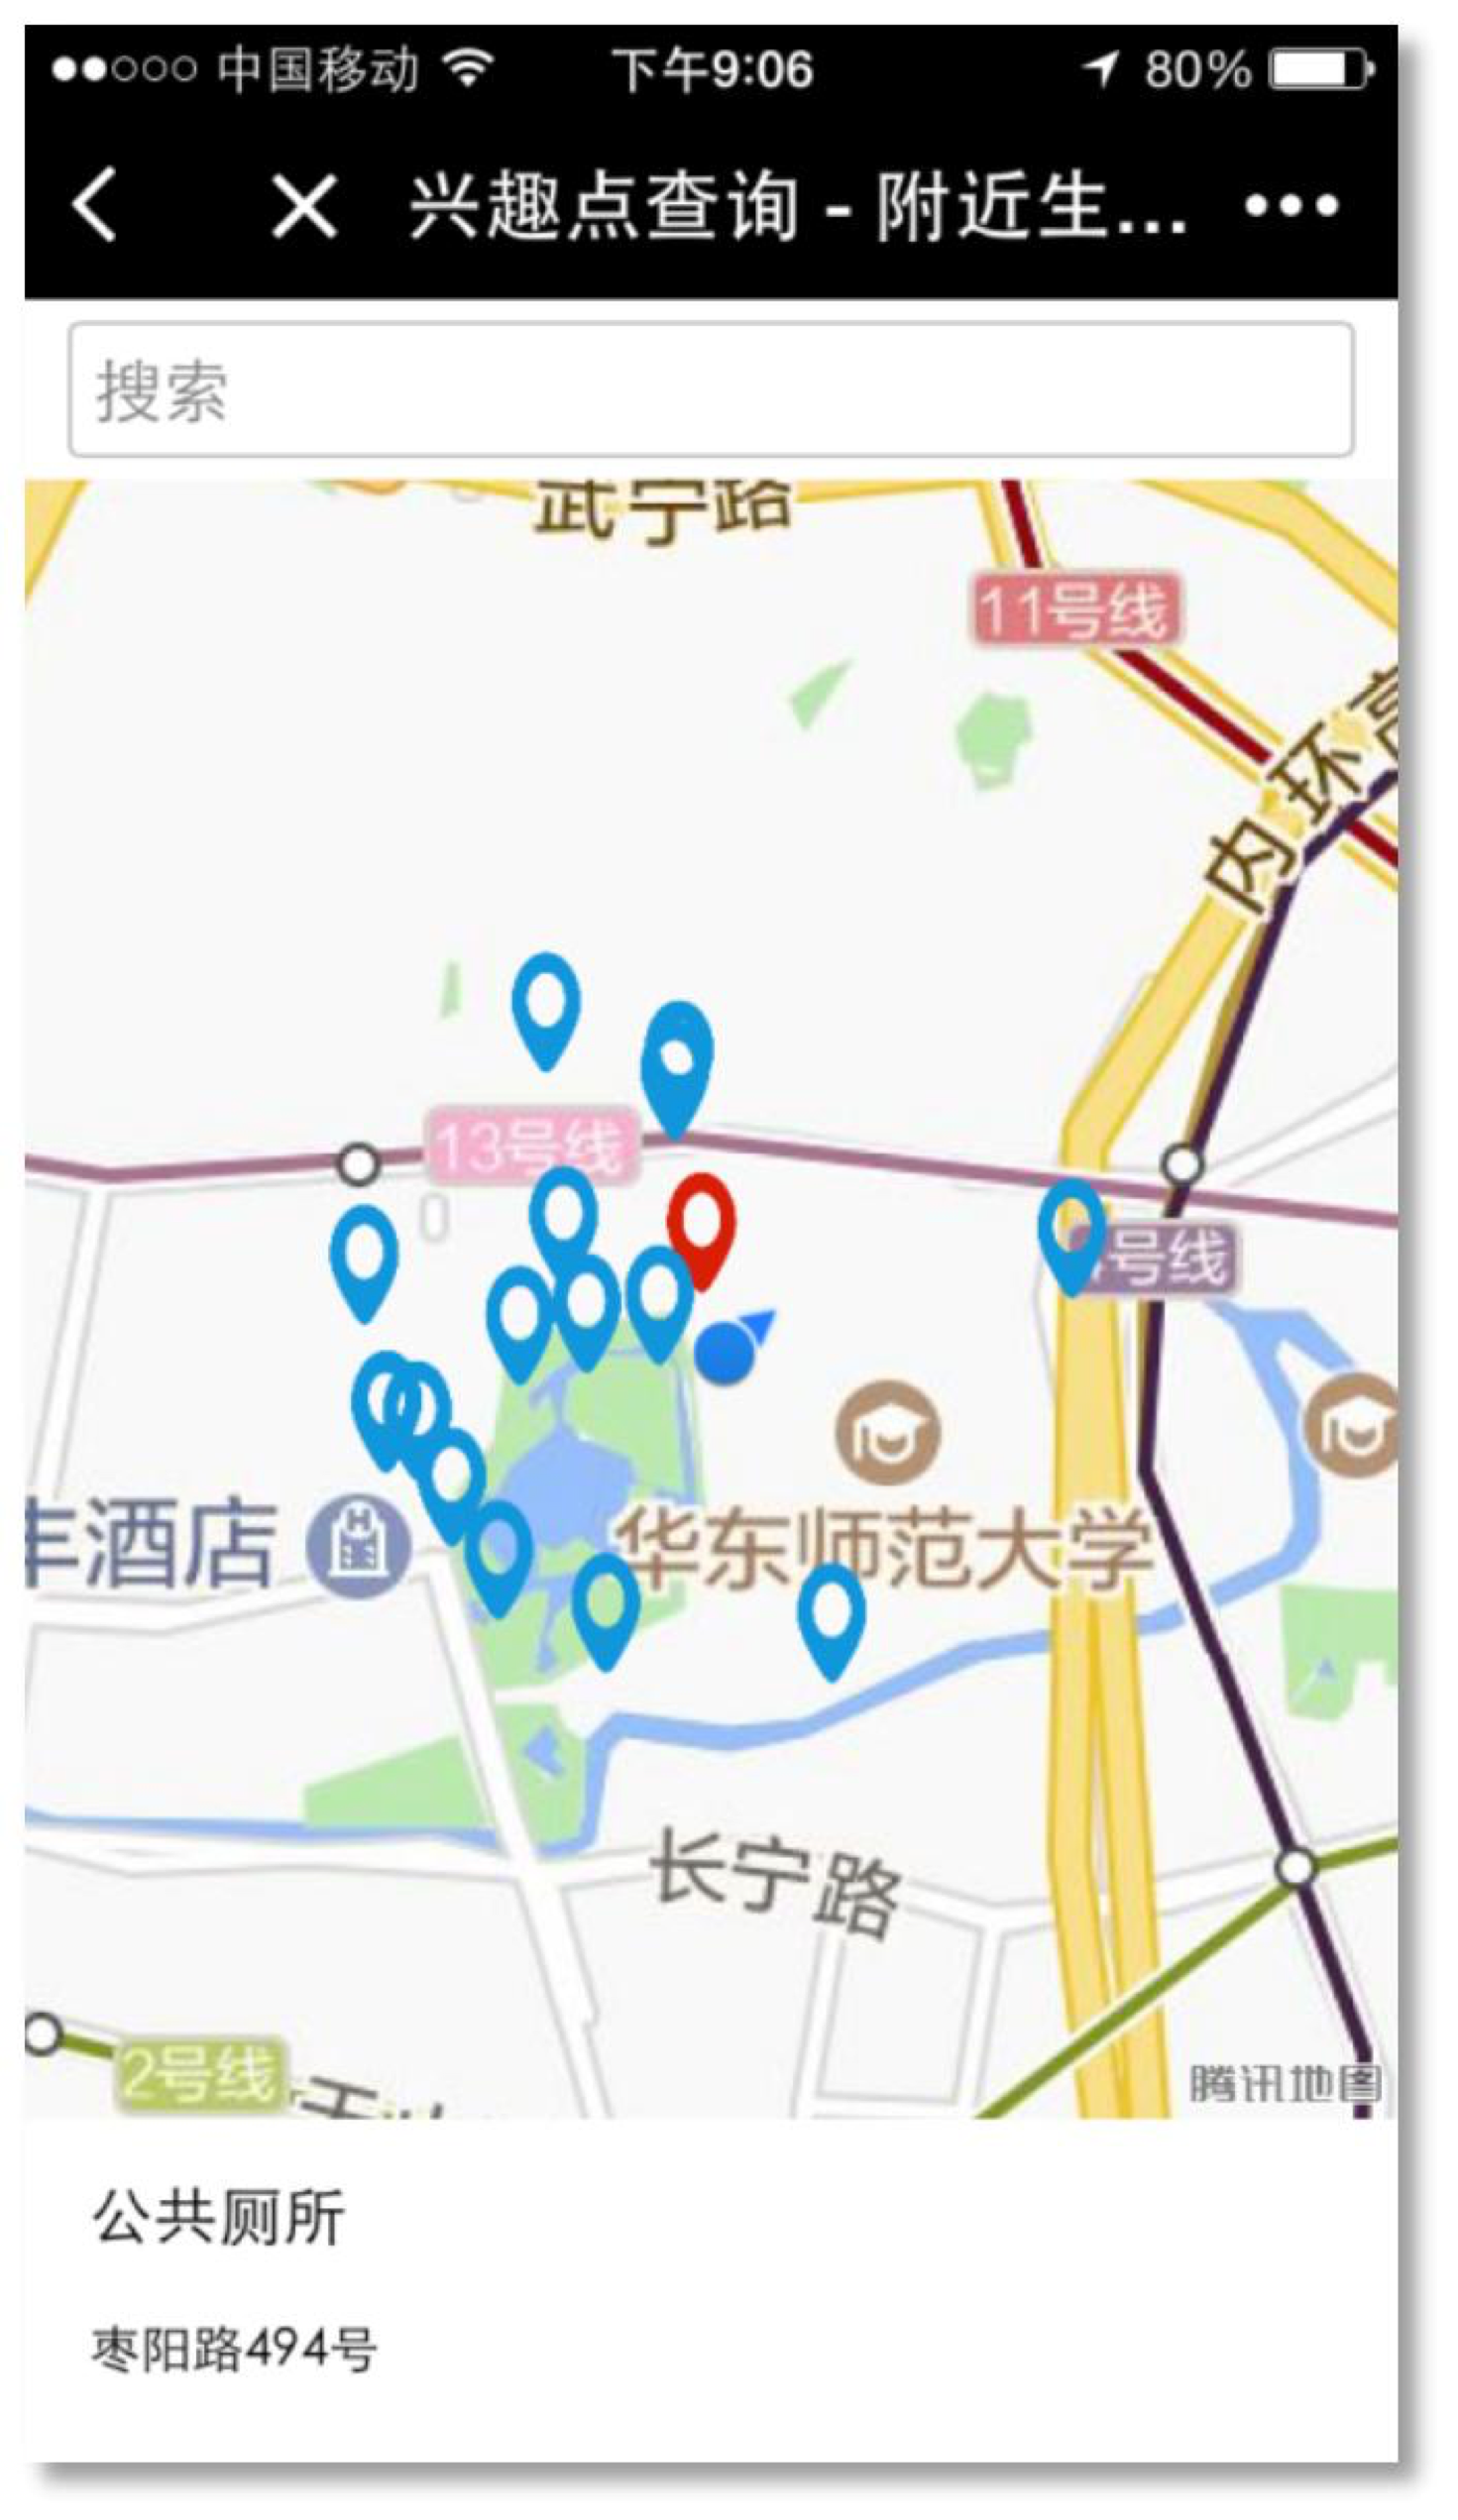 中国移动 下午9:06 80%
兴趣点查询 - 附近生...
搜索
武宁路
11号线
内环高
13号线
号线
丰酒店
华东师范大学
长宁路
2号线
腾讯地图
公共厕所
枣阳路494号